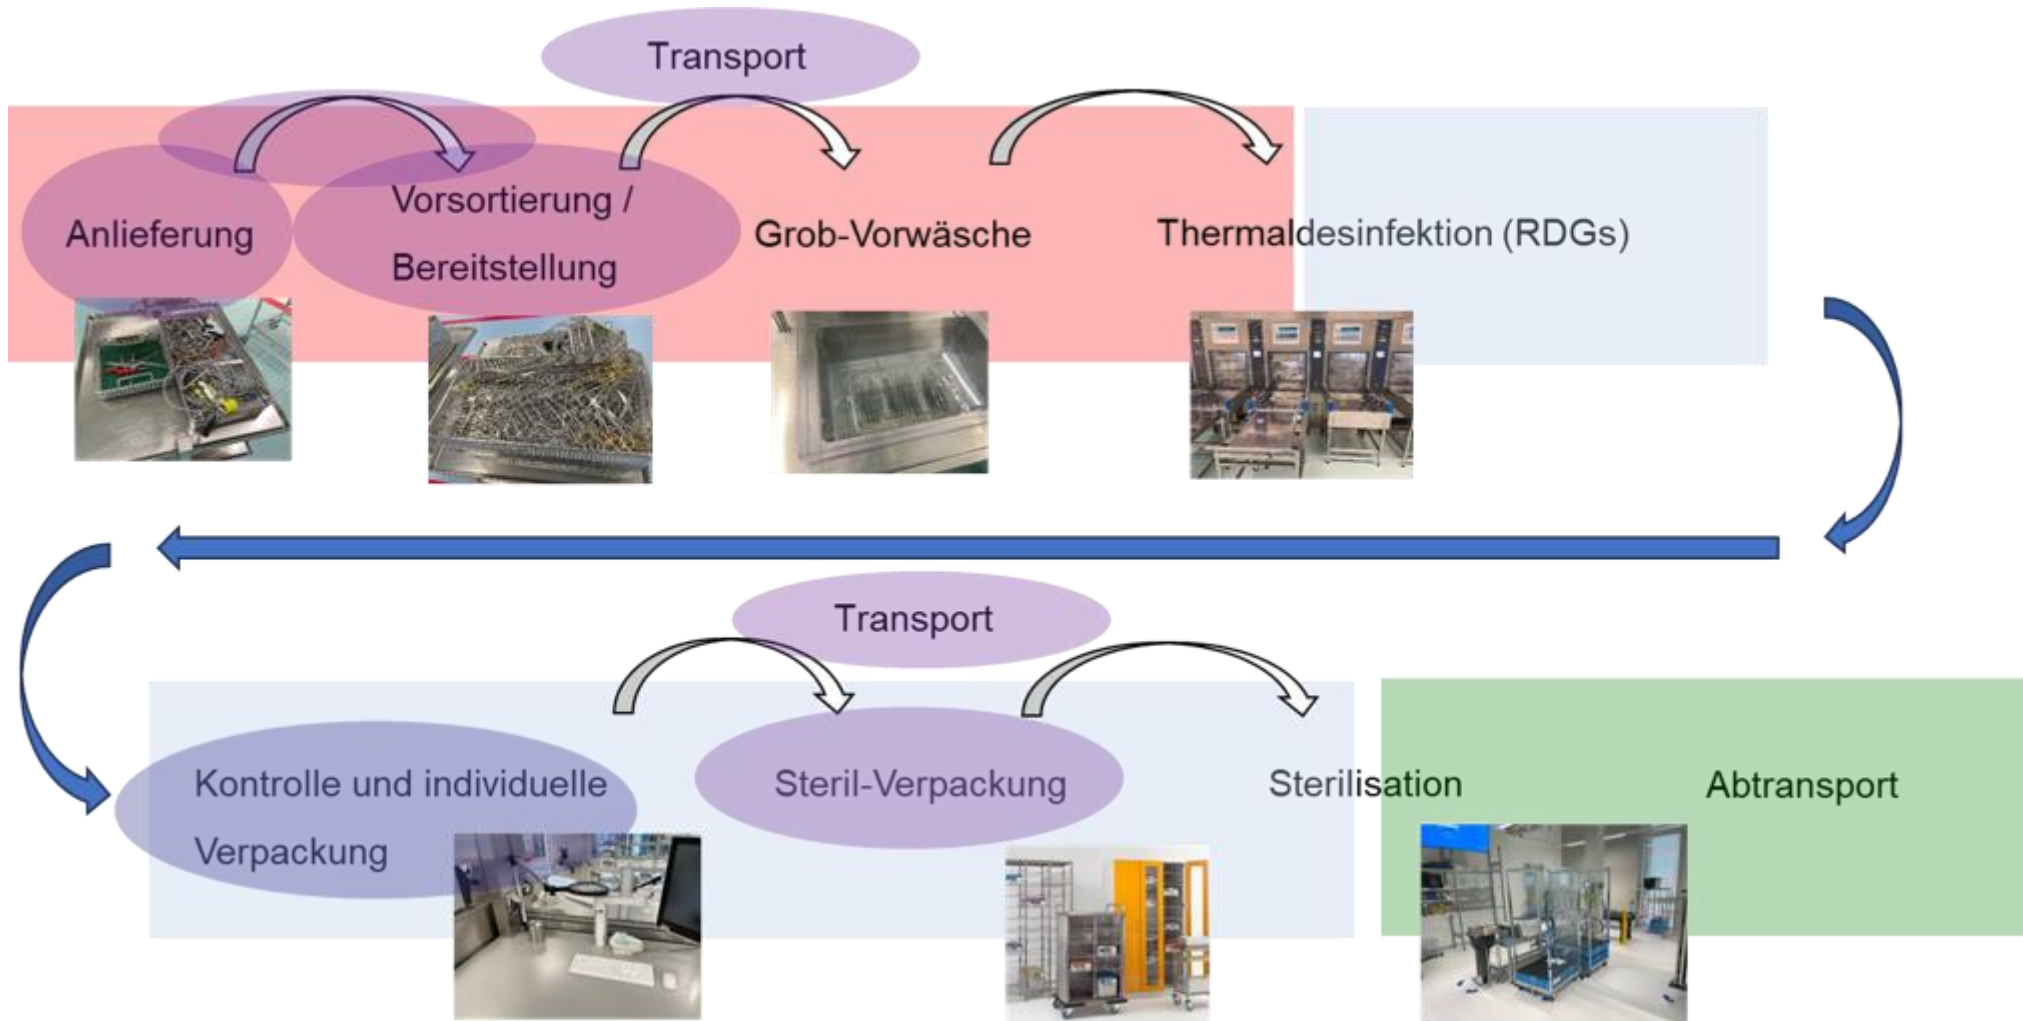 Transport
Anlieferung
Vorsortierung /
Bereitstellung
Grob-Vorwäsche
Thermaldesinfektion (RDGs)
Transport
Kontrolle und individuelle
Verpackung
Steril-Verpackung
Sterilisation
Abtransport